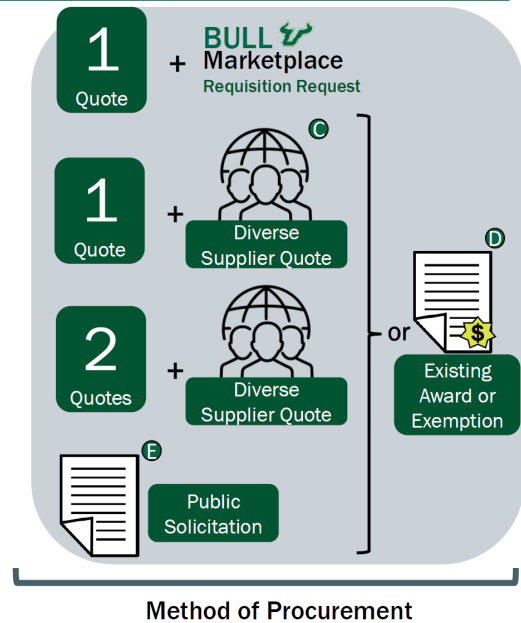 1
Quote
+
BULL
Marketplace
Requisition Request
1
Quote
+
C
Diverse
Supplier Quote
2
Quotes
+
Diverse
Supplier Quote
E
Public
Solicitation
or
D
$
Existing
Award or
Exemption
Method of Procurement